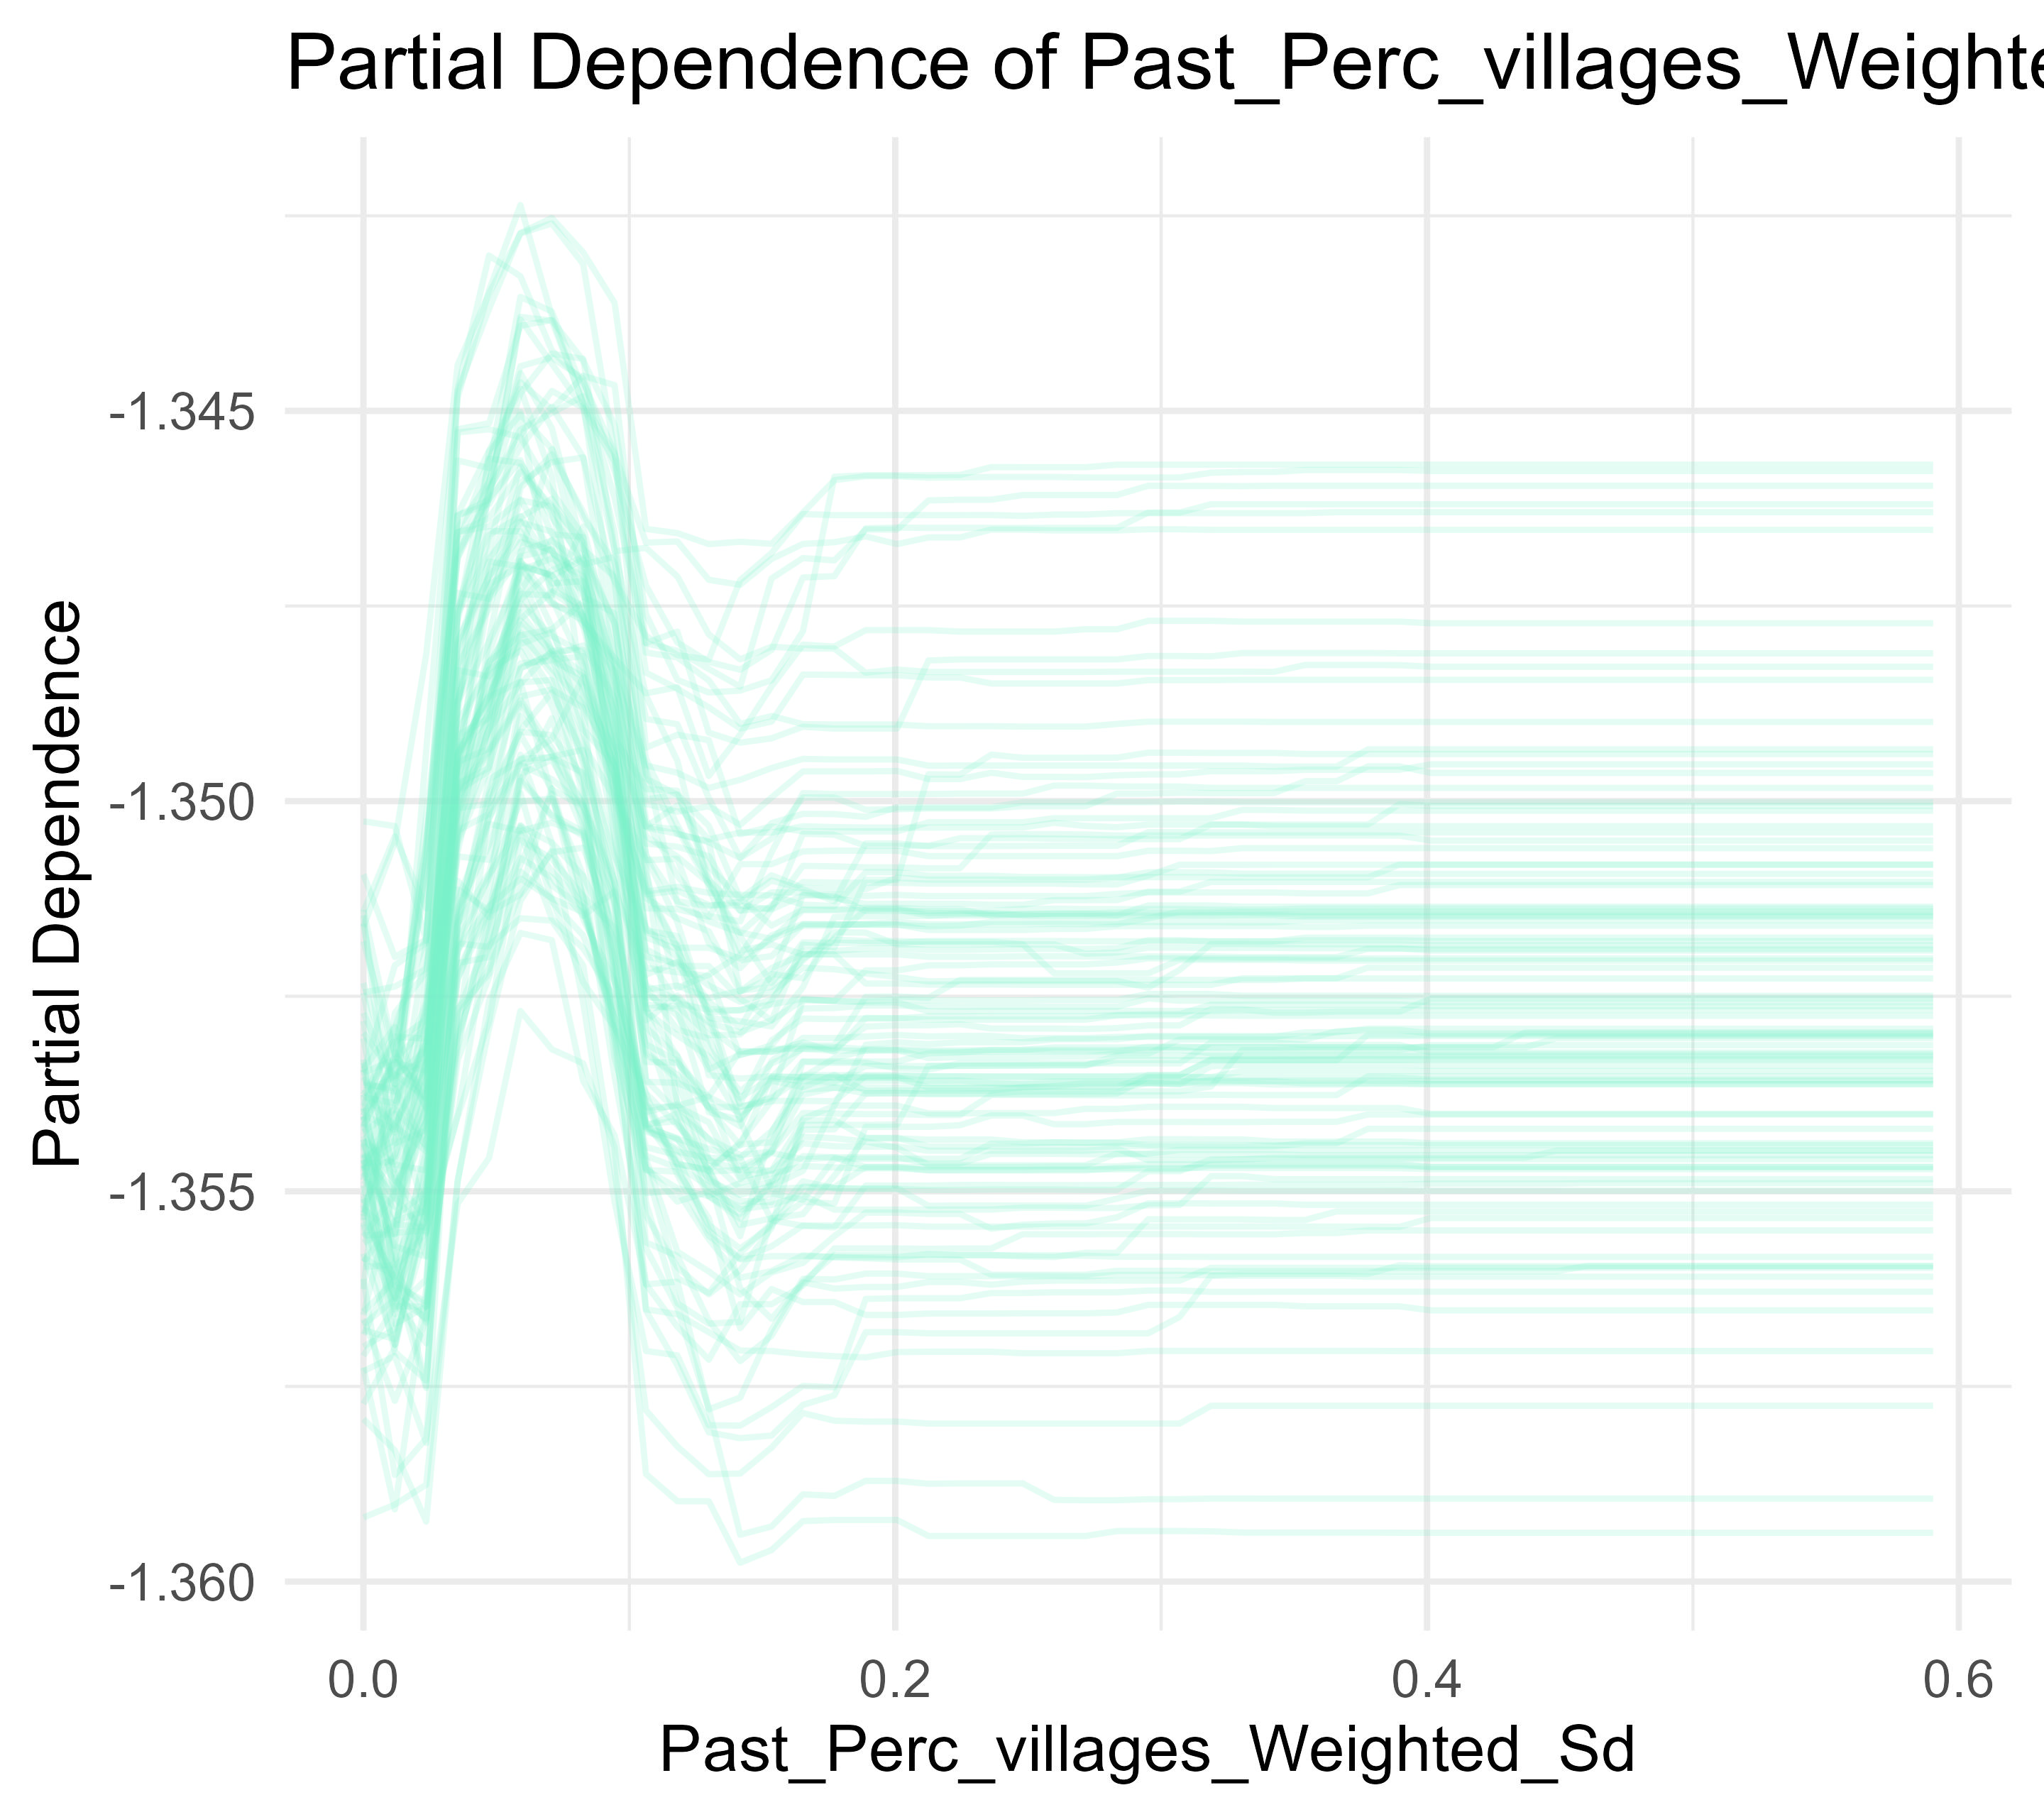 Partial Dependence of Past_Perc_villages_Weighte
Partial Dependence
-1.345
-1.350
-1.355
-1.360
0.0 0.2 0.4 0.6
Past_Perc_villages_Weighted_Sd